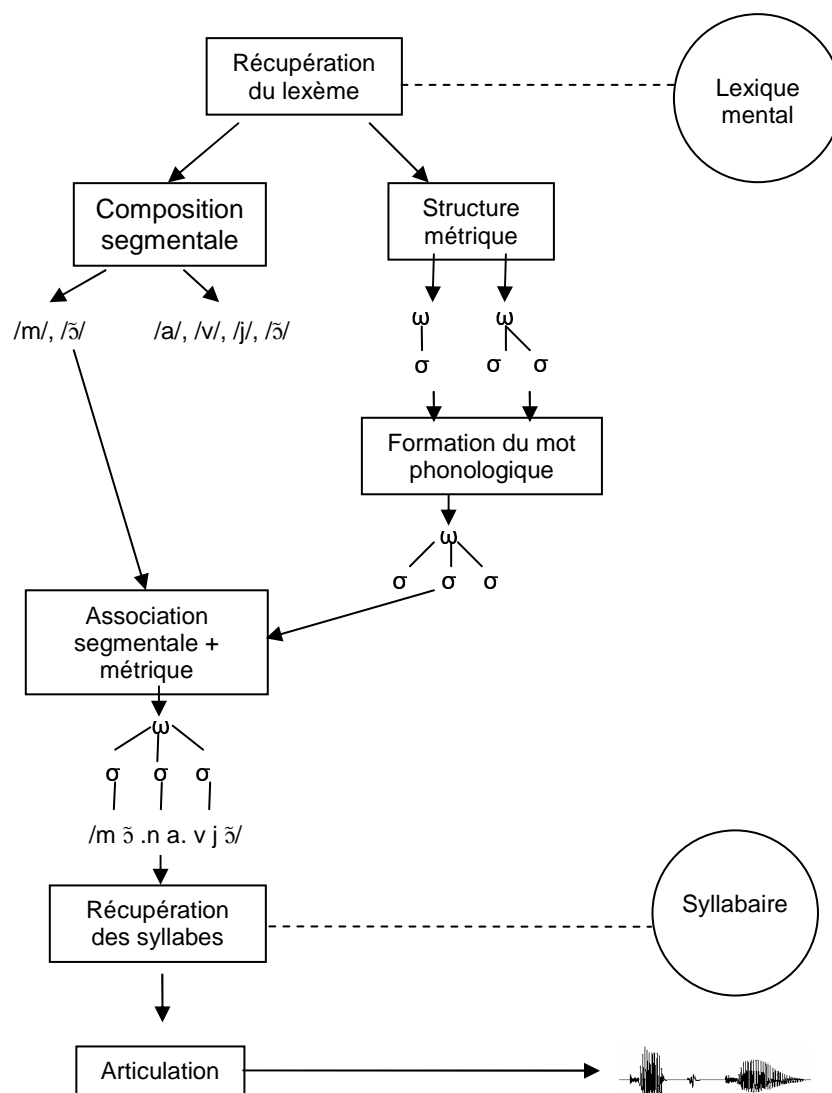 Récupération
du lexème
Lexique
mental
Composition
segmentale
Structure
métrique
/m/, /ɔ̃/
/a/, /v/, /j/, /ɔ̃/
ω ω
σ σ σ
Formation du mot
phonologique
ω
σ σ σ
Association
segmentale +
métrique
ω
σ σ σ
/m ɔ̃ .n a. v j ɔ̃/
Récupération
des syllabes
Syllabaire
Articulation